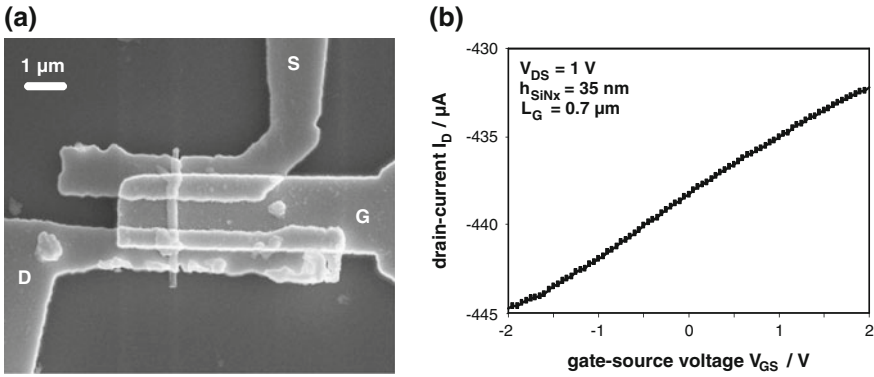 (a)
1 µm
S
G
D
(b)
V_DS = 1 V
h_SiNx = 35 nm
L_G = 0.7 µm
drain-current I_D / µA
-430
-435
-440
-445
-2
-1
0
1
2
gate-source voltage V_GS / V